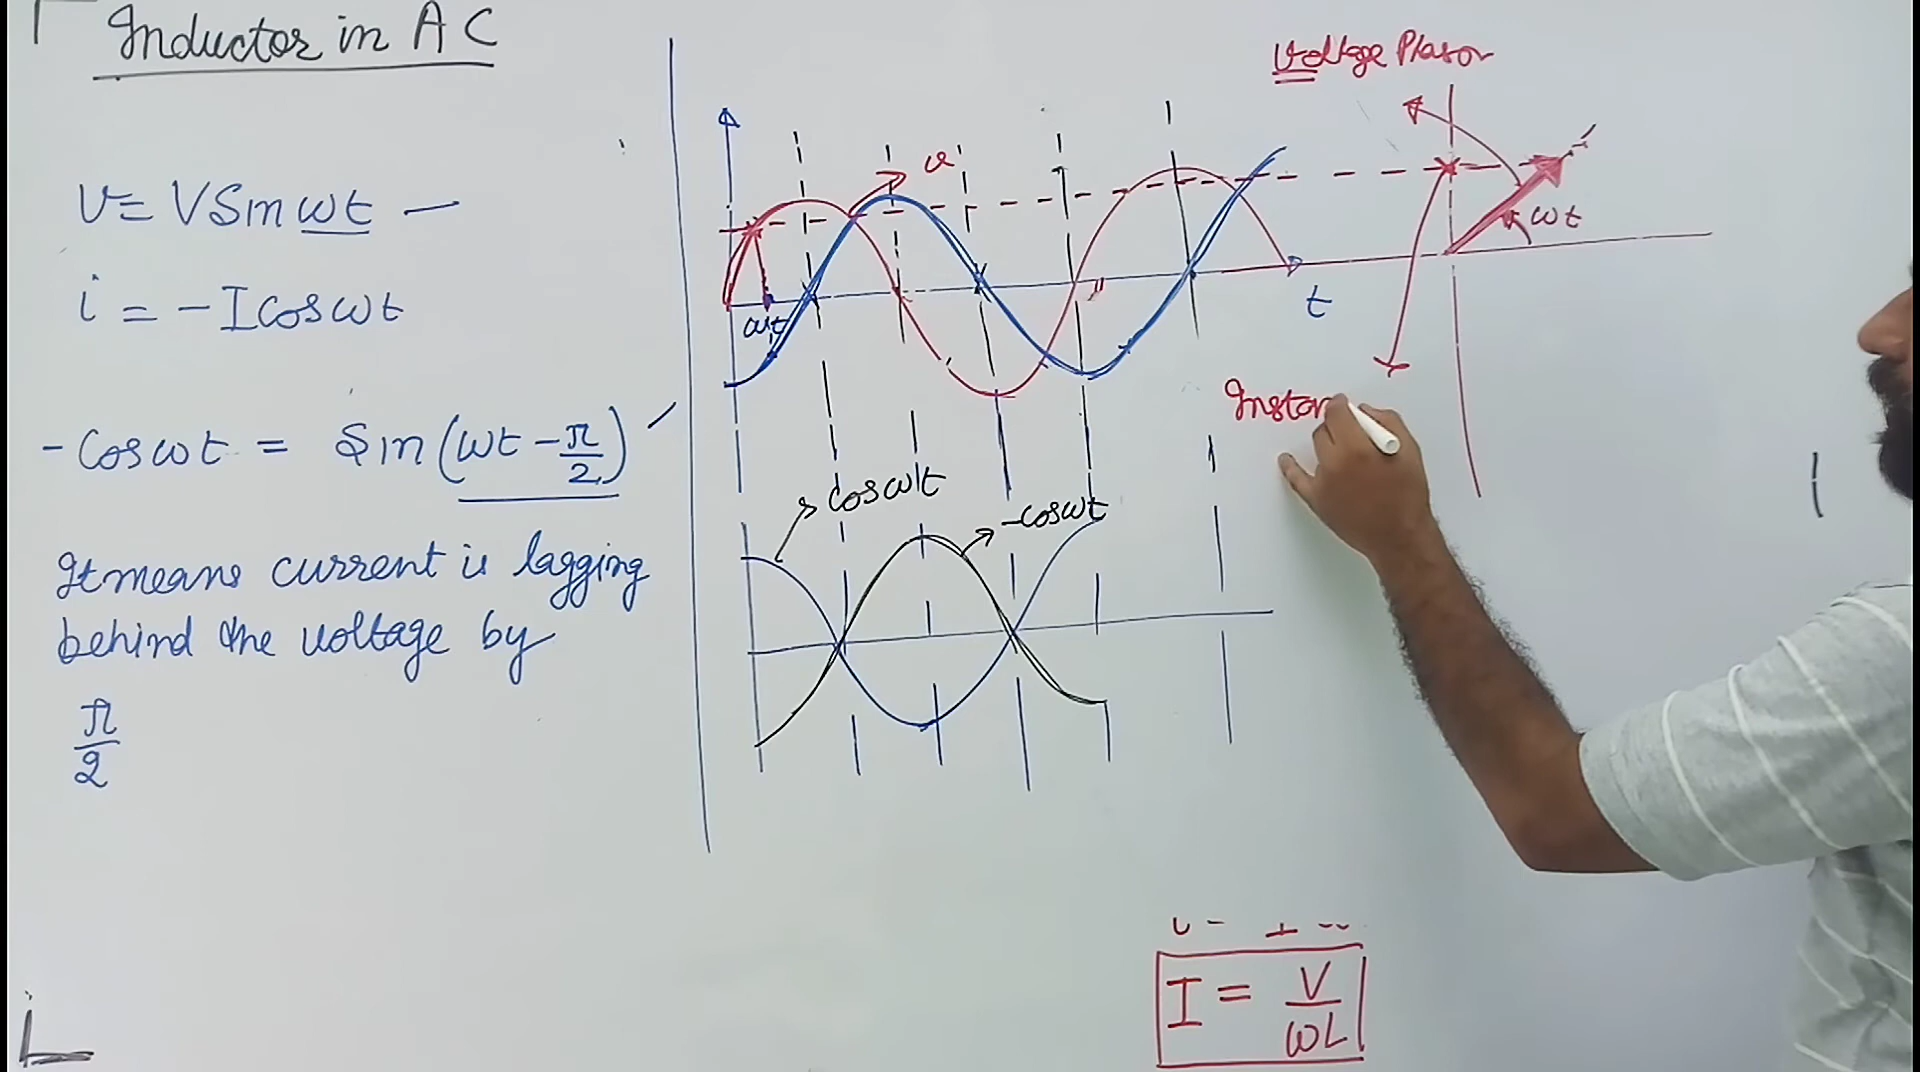 Inductor in AC
v = V Sin ωt —
i = - I cos ωt
- Cos ωt = Sin (ωt - π/2)
It means current is lagging
behind the voltage by
π/2
Voltage Phasor
v
ωt
ωt
t
Instan
cos ωt
-cos ωt
I = V/ωL